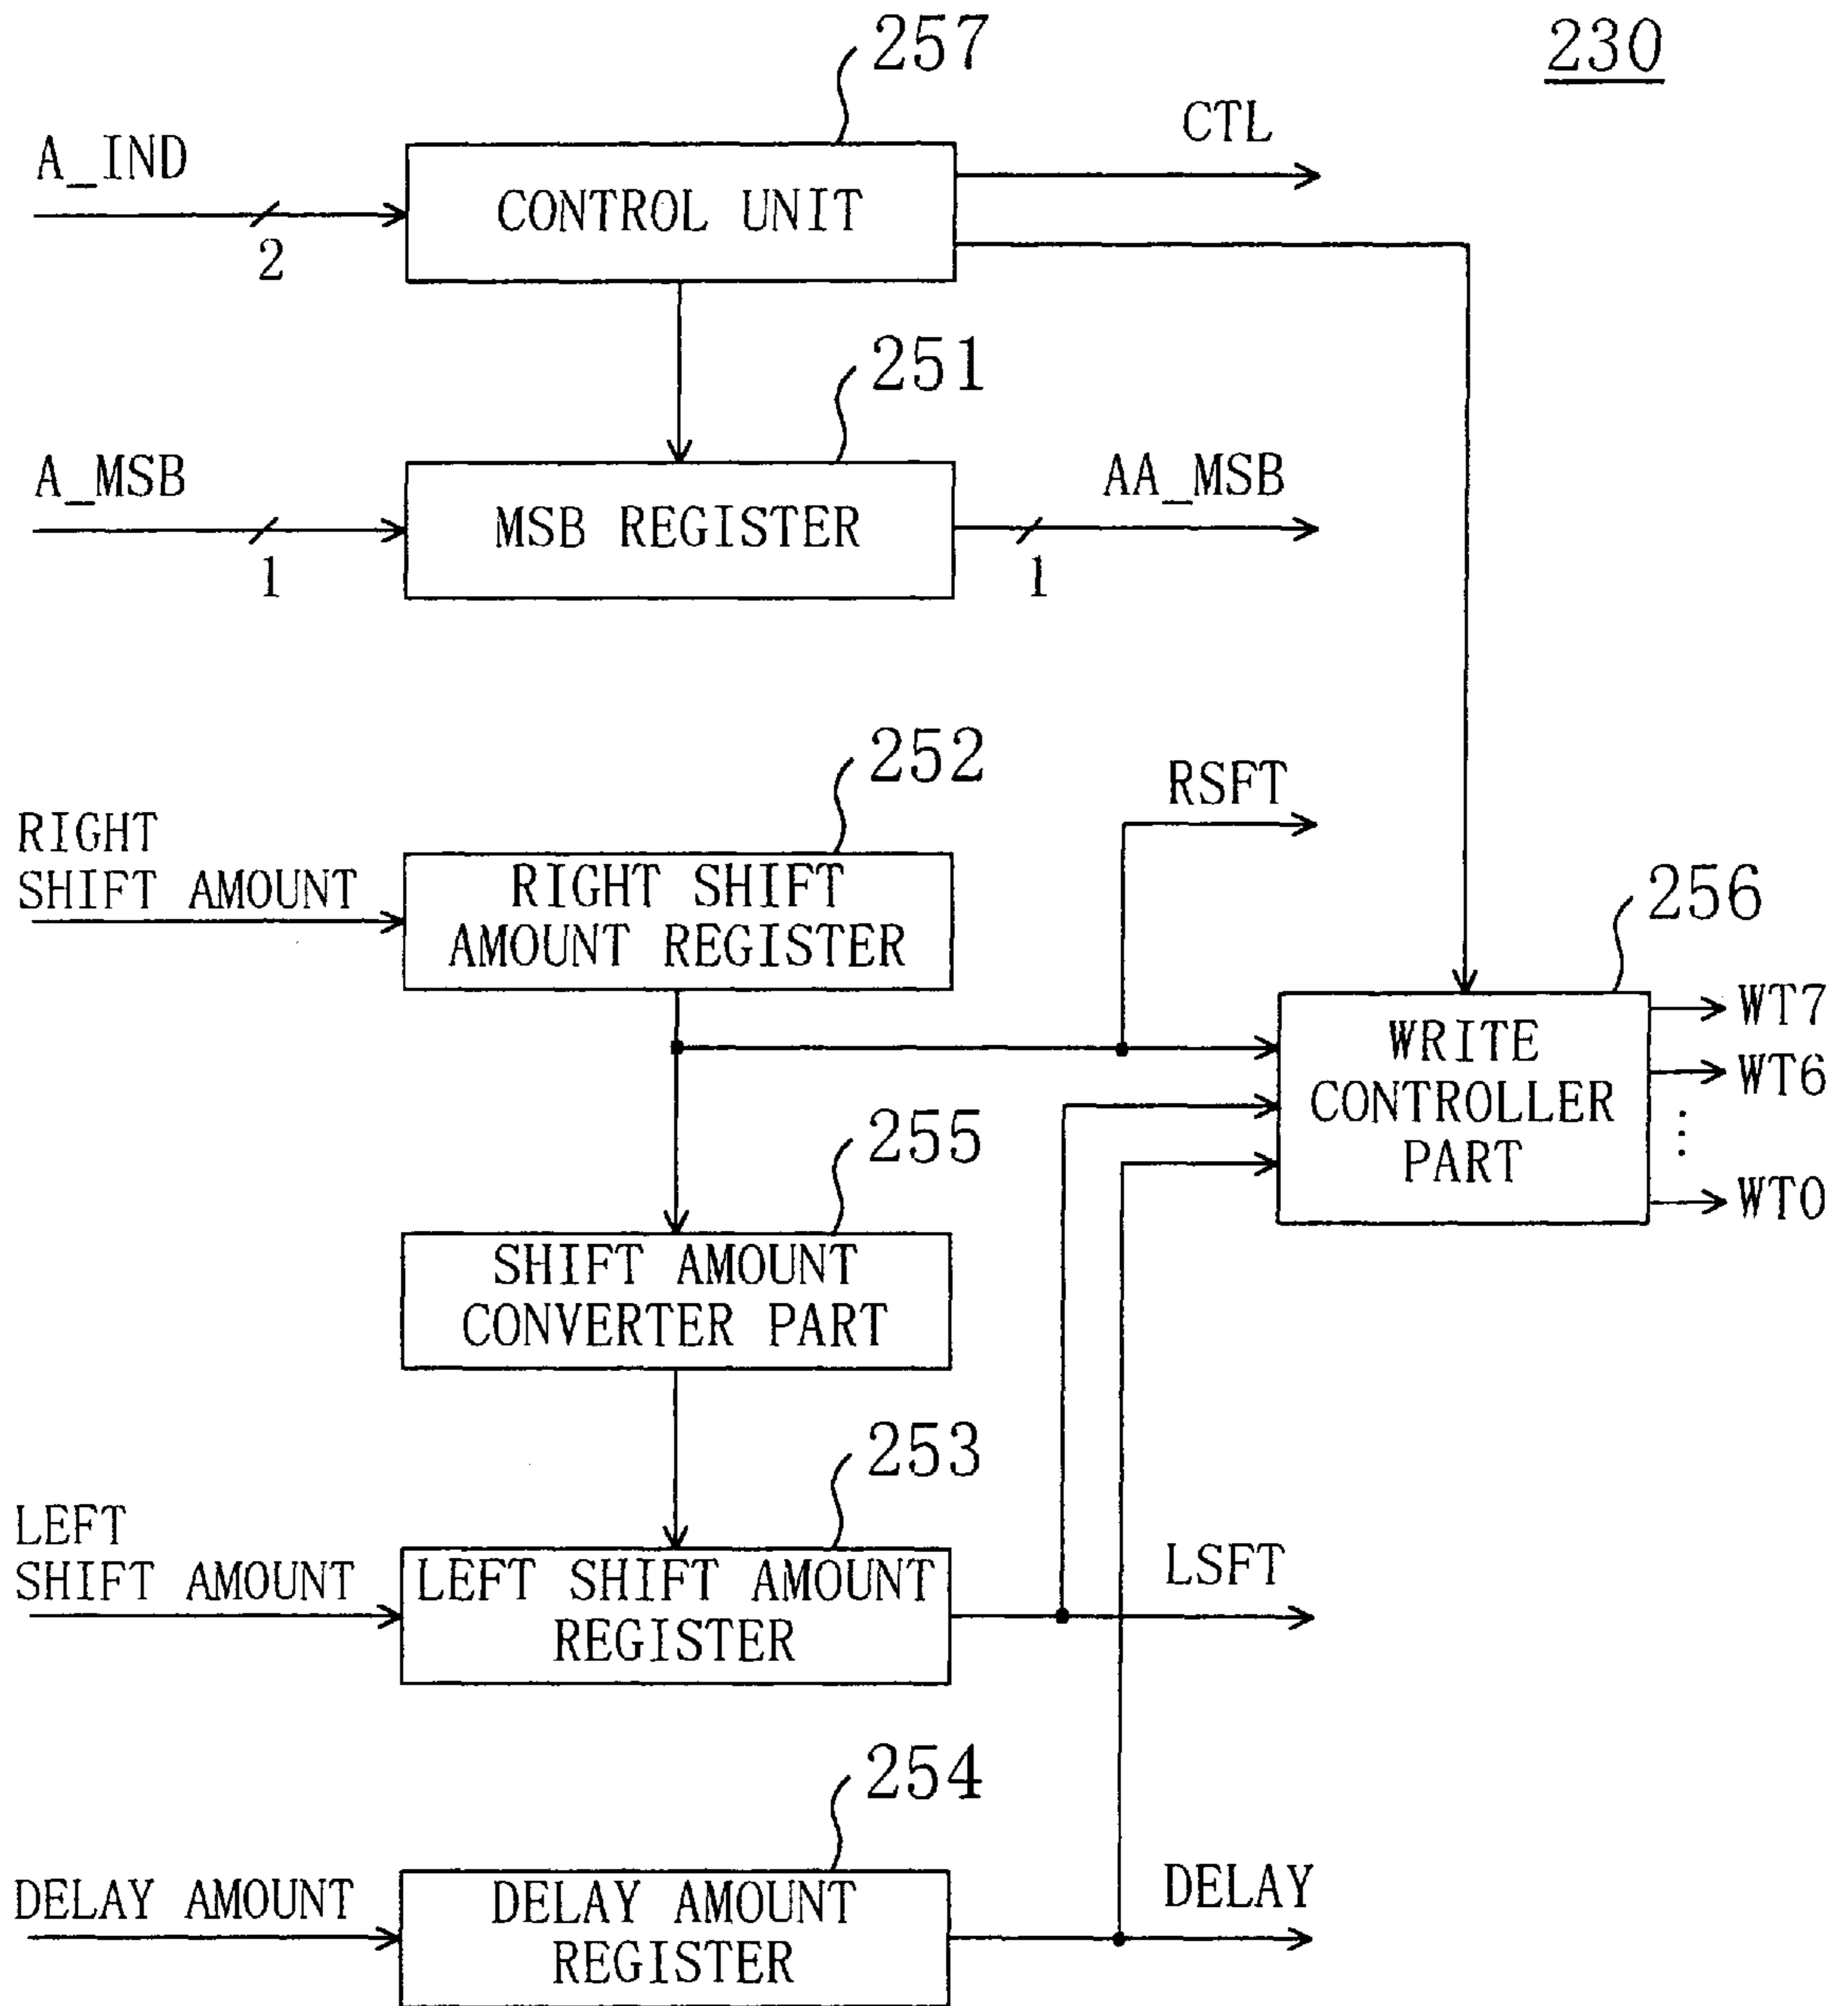 230
257
CTL
A_IND
CONTROL UNIT
2
251
A_MSB
AA_MSB
MSB REGISTER
1
1
252
RSFT
RIGHT
SHIFT AMOUNT
RIGHT SHIFT
AMOUNT REGISTER
256
WRITE
CONTROLLER
PART
WT7
WT6
⋮
WT0
255
SHIFT AMOUNT
CONVERTER PART
253
LEFT
SHIFT AMOUNT
LEFT SHIFT AMOUNT
REGISTER
LSFT
254
DELAY AMOUNT
DELAY AMOUNT
REGISTER
DELAY